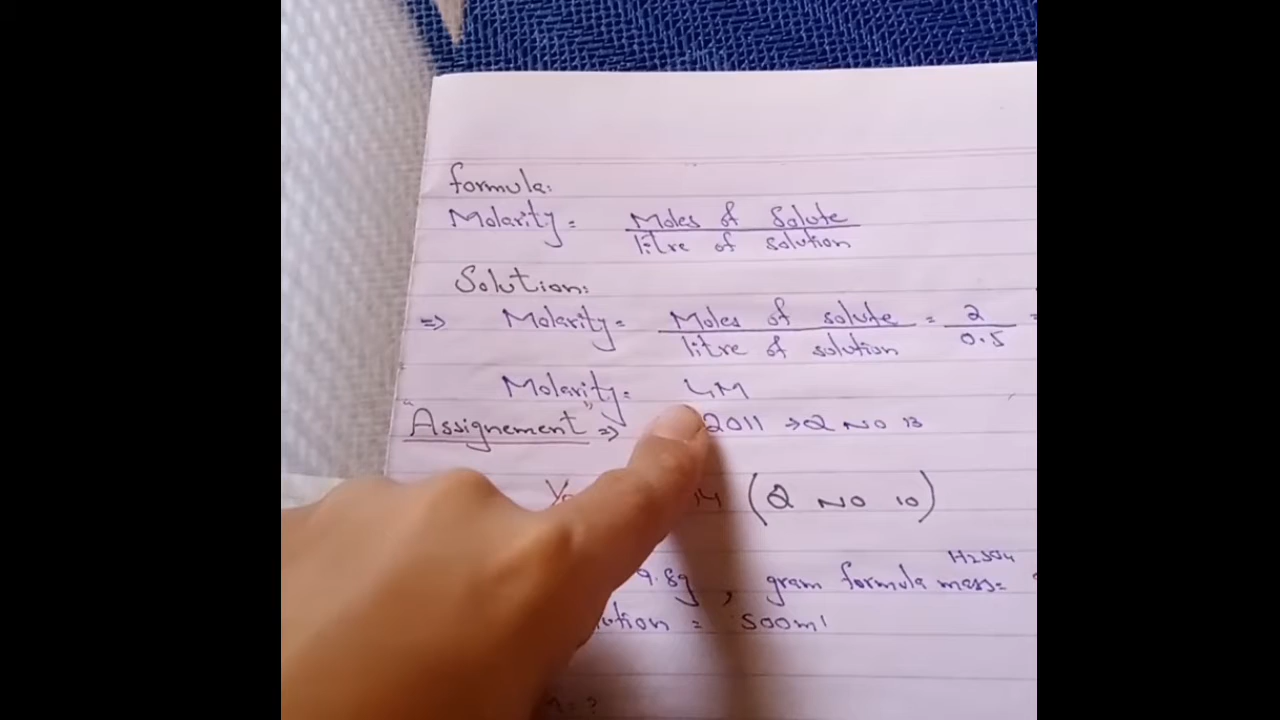 formula:
Molarity = Moles of Solute / litre of solution
Solution:
=> Molarity = Moles of solute / litre of solution = 2 / 0.5 =
Molarity = 4M
"Assignement" => 2011 → Q NO 13
14 (Q NO 10)
9.8g, gram formula mass H2SO4 =
ution = 500ml
= ?